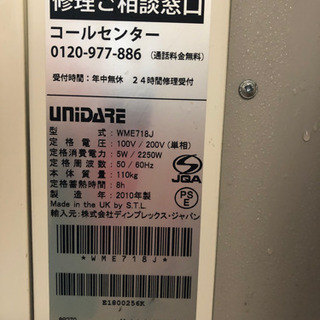 修理ご相談窓口
コールセンター
0120-977-886 (通話料金無料)
受付時間：年中無休 24時間修理受付
UNiDARE
型式：WME718J
定格電圧：100V / 200V (単相)
定格消費電力：5W / 2250W
定格周波数：50 / 60Hz
本体質量：110kg
定格蓄熱時間：8h
製造年：2010年製
Made in the UK by S.T.L.
輸入元：株式会社ディンプレックス・ジャパン
JQA
PS
E
*WME718J*
E1800256K